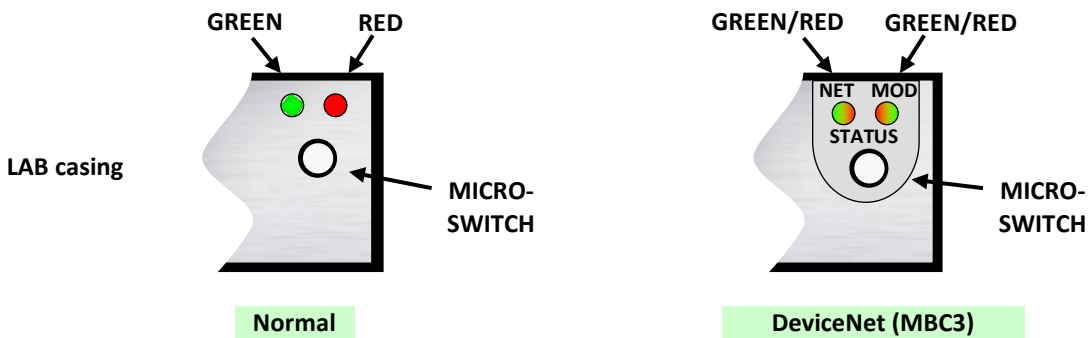 GREEN RED
GREEN/RED GREEN/RED
NET MOD
STATUS
LAB casing
MICRO-
SWITCH
MICRO-
SWITCH
Normal
DeviceNet (MBC3)